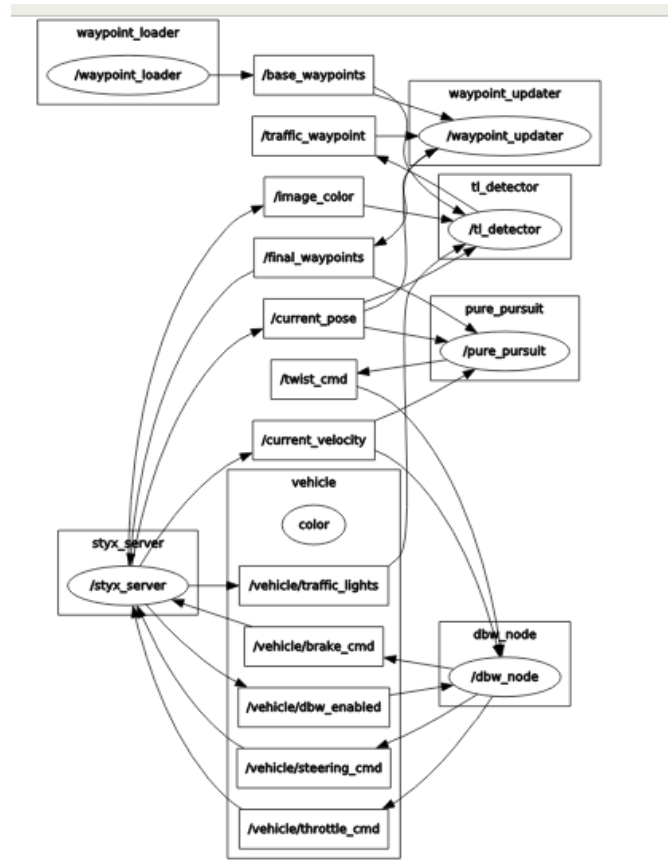 waypoint_loader
/waypoint_loader
/base_waypoints
waypoint_updater
/waypoint_updater
/traffic_waypoint
tl_detector
/tl_detector
/image_color
/final_waypoints
/current_pose
pure_pursuit
/pure_pursuit
/twist_cmd
/current_velocity
vehicle
color
styx_server
/styx_server
/vehicle/traffic_lights
/vehicle/brake_cmd
dbw_node
/dbw_node
/vehicle/dbw_enabled
/vehicle/steering_cmd
/vehicle/throttle_cmd